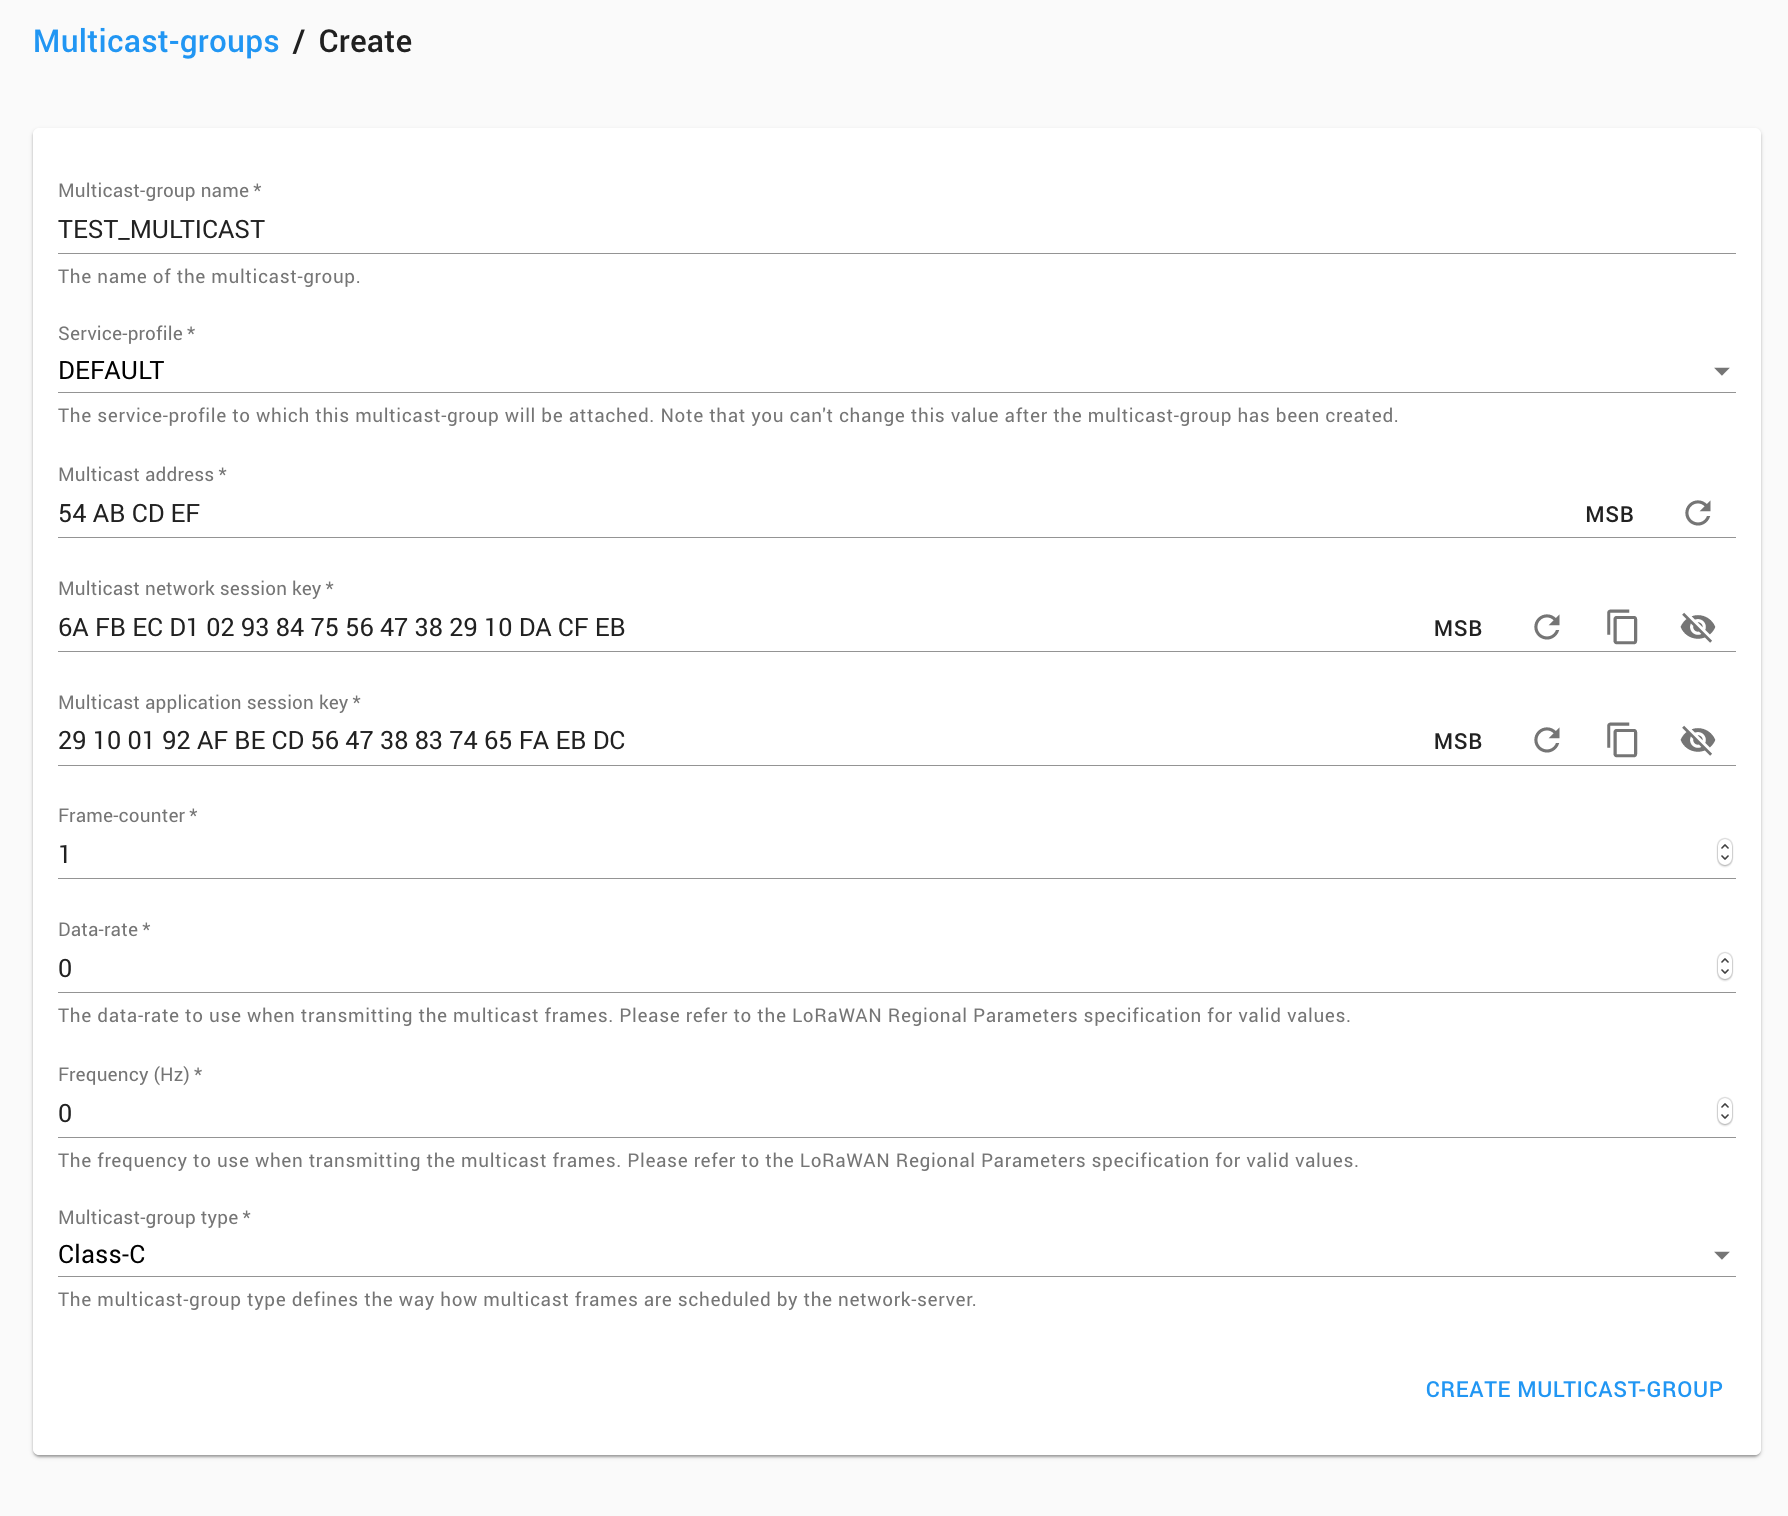 Multicast-groups / Create
Multicast-group name *
TEST_MULTICAST
The name of the multicast-group.
Service-profile *
DEFAULT
The service-profile to which this multicast-group will be attached. Note that you can't change this value after the multicast-group has been created.
Multicast address *
54 AB CD EF MSB
Multicast network session key *
6A FB EC D1 02 93 84 75 56 47 38 29 10 DA CF EB MSB
Multicast application session key *
29 10 01 92 AF BE CD 56 47 38 83 74 65 FA EB DC MSB
Frame-counter *
1
Data-rate *
0
The data-rate to use when transmitting the multicast frames. Please refer to the LoRaWAN Regional Parameters specification for valid values.
Frequency (Hz) *
0
The frequency to use when transmitting the multicast frames. Please refer to the LoRaWAN Regional Parameters specification for valid values.
Multicast-group type *
Class-C
The multicast-group type defines the way how multicast frames are scheduled by the network-server.
CREATE MULTICAST-GROUP